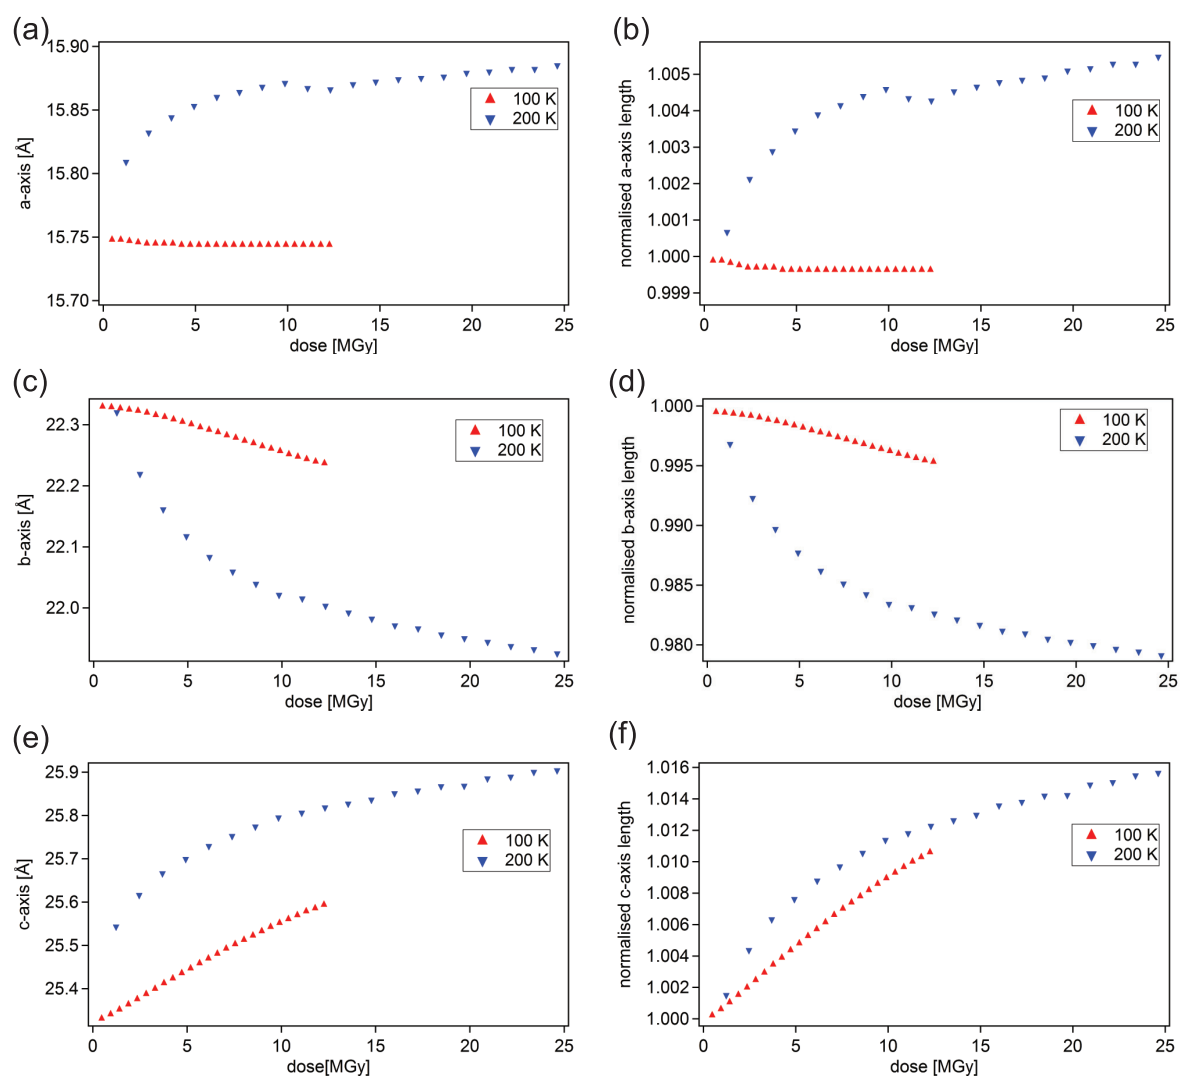 (a)
15.90
15.85
15.80
15.75
15.70
a-axis [Å]
100 K
200 K
0 5 10 15 20 25
dose [MGy]
(b)
1.005
1.004
1.003
1.002
1.001
1.000
0.999
normalised a-axis length
100 K
200 K
0 5 10 15 20 25
dose [MGy]
(c)
22.3
22.2
22.1
22.0
b-axis [Å]
100 K
200 K
0 5 10 15 20 25
dose [MGy]
(d)
1.000
0.995
0.990
0.985
0.980
normalised b-axis length
100 K
200 K
0 5 10 15 20 25
dose [MGy]
(e)
25.9
25.8
25.7
25.6
25.5
25.4
c-axis [Å]
100 K
200 K
0 5 10 15 20 25
dose[MGy]
(f)
1.016
1.014
1.012
1.010
1.008
1.006
1.004
1.002
1.000
normalised c-axis length
100 K
200 K
0 5 10 15 20 25
dose [MGy]